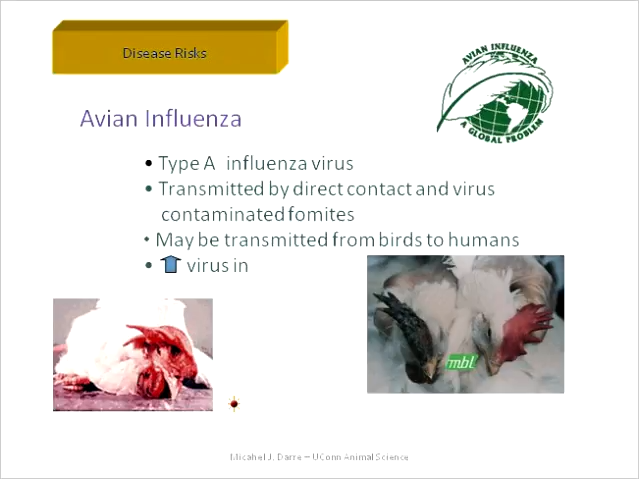 Disease Risks
AVIAN INFLUENZA
A GLOBAL PROBLEM
Avian Influenza
• Type A influenza virus
• Transmitted by direct contact and virus
contaminated fomites
• May be transmitted from birds to humans
• virus in
mbl
Micahel J. Darre – UConn Animal Science